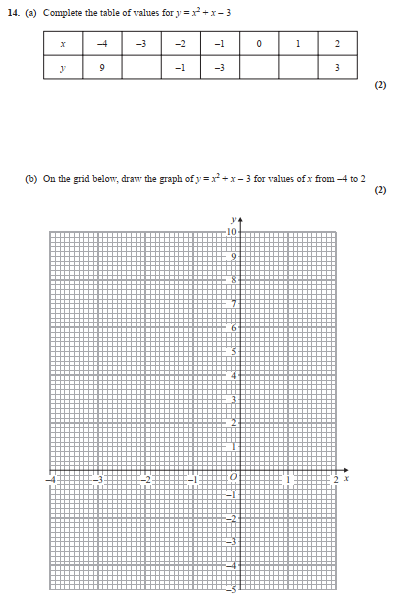 14. (a) Complete the table of values for y = x² + x – 3
x –4 –3 –2 –1 0 1 2
y 9 –1 –3 3
(2)
(b) On the grid below, draw the graph of y = x² + x – 3 for values of x from –4 to 2
(2)
y
10
9
8
7
6
5
4
3
2
1
–4 –3 –2 –1 O 1 2 x
–1
–2
–3
–4
–5